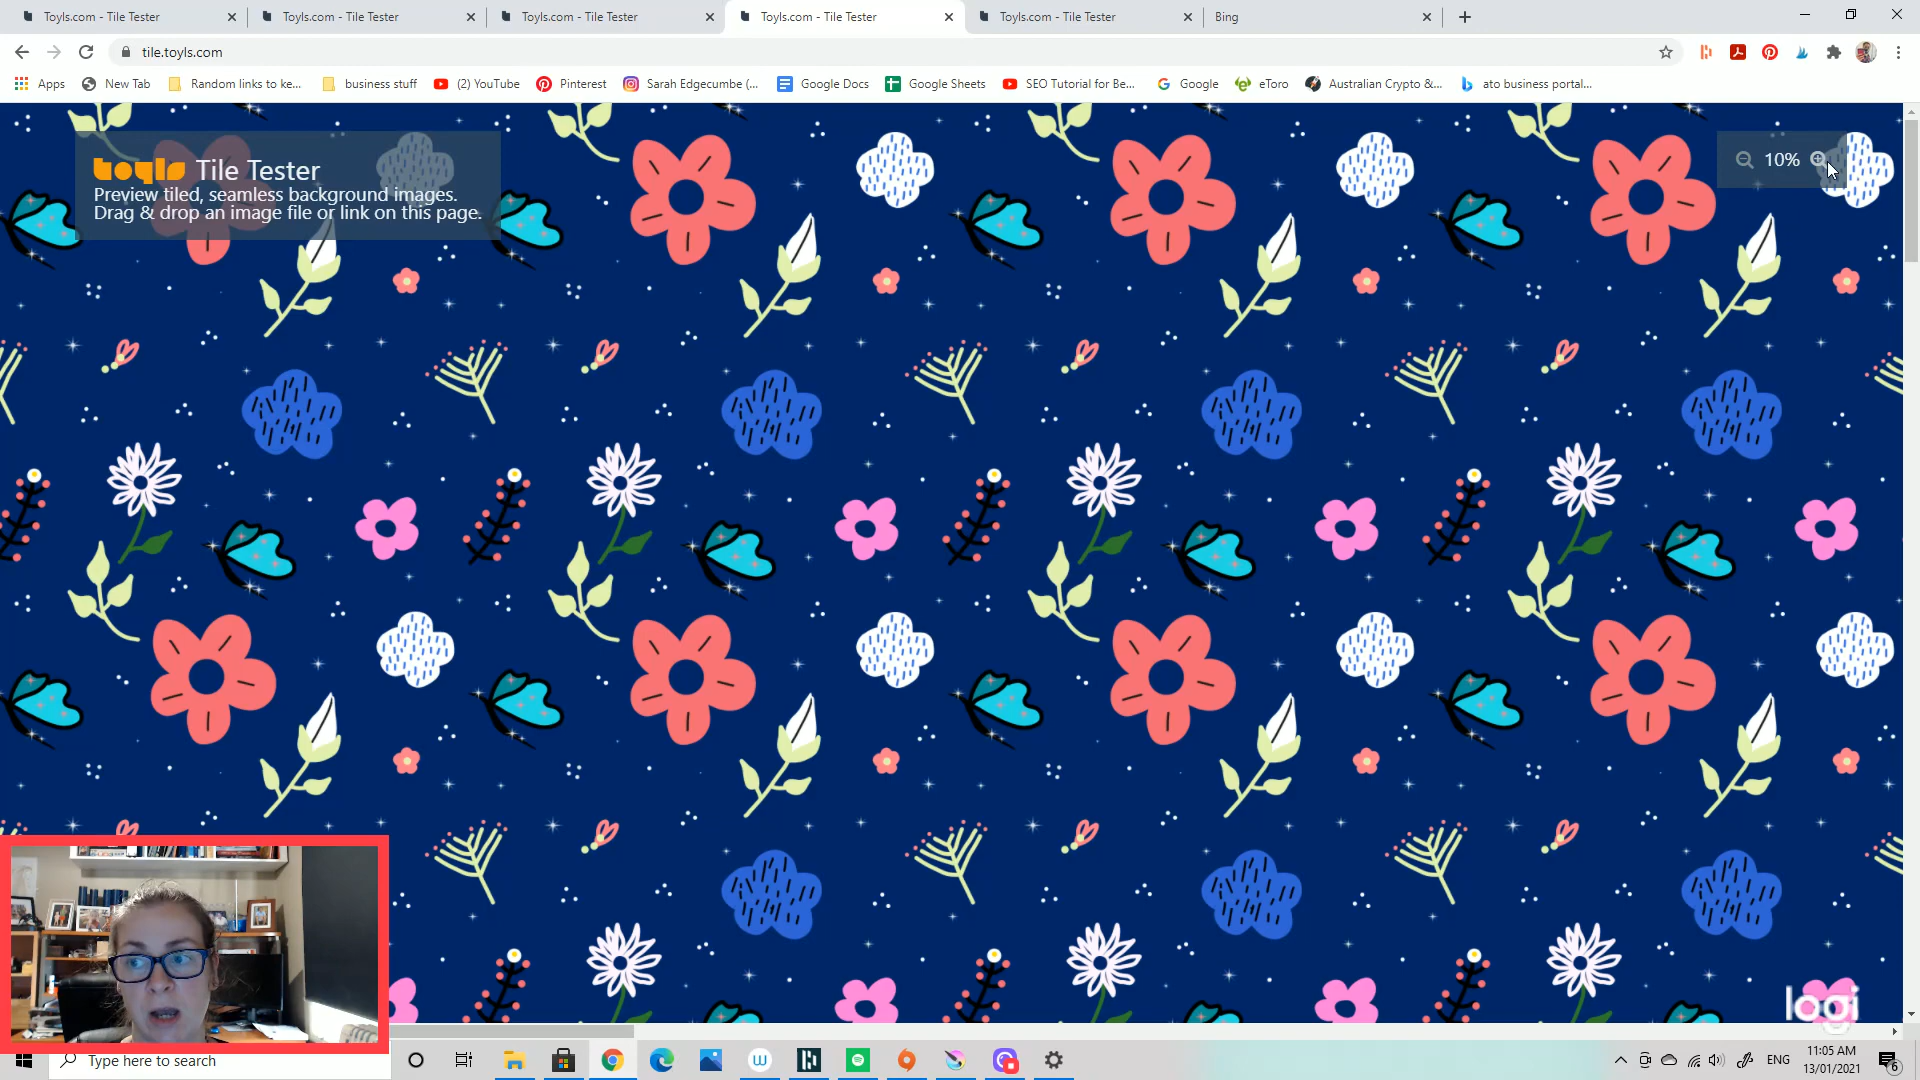 Toyls.com - Tile Tester
Toyls.com - Tile Tester
Toyls.com - Tile Tester
Toyls.com - Tile Tester
Toyls.com - Tile Tester
Bing
tile.toyls.com
Apps
New Tab
Random links to ke...
business stuff
(2) YouTube
Pinterest
Sarah Edgecumbe (...
Google Docs
Google Sheets
SEO Tutorial for Be...
Google
eToro
Australian Crypto &...
ato business portal...
toyls Tile Tester
Preview tiled, seamless background images.
Drag & drop an image file or link on this page.
10%
logi
Type here to search
ENG
11:05 AM
13/01/2021
6